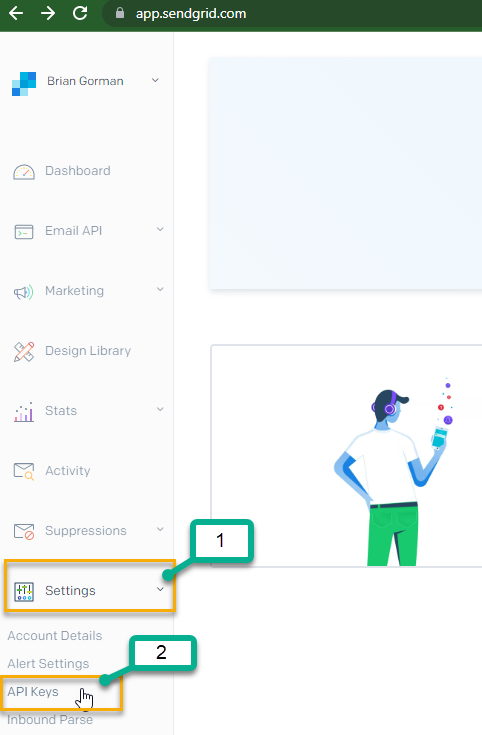 app.sendgrid.com
Brian Gorman
Dashboard
Email API
Marketing
Design Library
Stats
Activity
Suppressions
1
Settings
Account Details
2
Alert Settings
API Keys
Inbound Parse